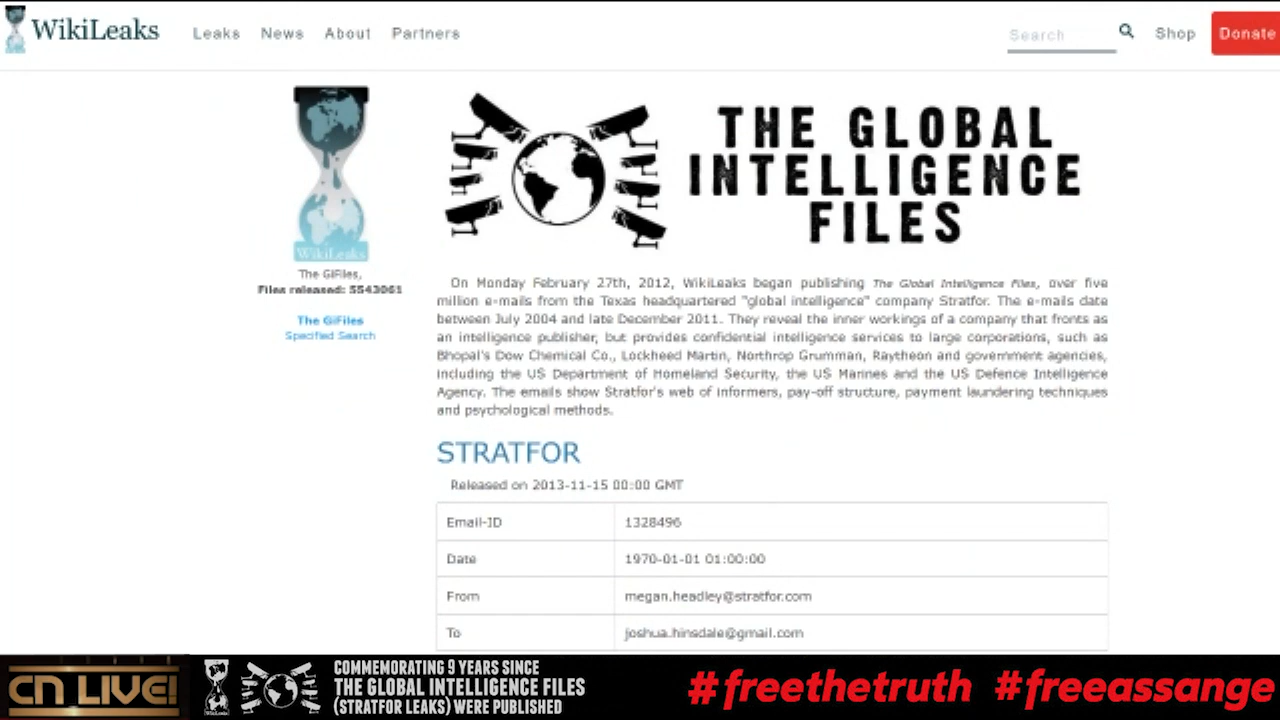 WikiLeaks
Leaks News About Partners
Search
Shop
Donate
WikiLeaks
The GiFiles,
Files released: 5543061
The GiFiles
Specified Search
THE GLOBAL
INTELLIGENCE
FILES
On Monday February 27th, 2012, WikiLeaks began publishing The Global Intelligence Files, over five
million e-mails from the Texas headquartered "global intelligence" company Stratfor. The e-mails date
between July 2004 and late December 2011. They reveal the inner workings of a company that fronts as
an intelligence publisher, but provides confidential intelligence services to large corporations, such as
Bhopal's Dow Chemical Co., Lockheed Martin, Northrop Grumman, Raytheon and government agencies,
including the US Department of Homeland Security, the US Marines and the US Defence Intelligence
Agency. The emails show Stratfor's web of informers, pay-off structure, payment laundering techniques
and psychological methods.
STRATFOR
Released on 2013-11-15 00:00 GMT
Email-ID 1328496
Date 1970-01-01 01:00:00
From megan.headley@stratfor.com
To joshua.hinsdale@gmail.com
CN LIVE!
COMMEMORATING 9 YEARS SINCE
THE GLOBAL INTELLIGENCE FILES
(STRATFOR LEAKS) WERE PUBLISHED
#freethetruth #freeassange